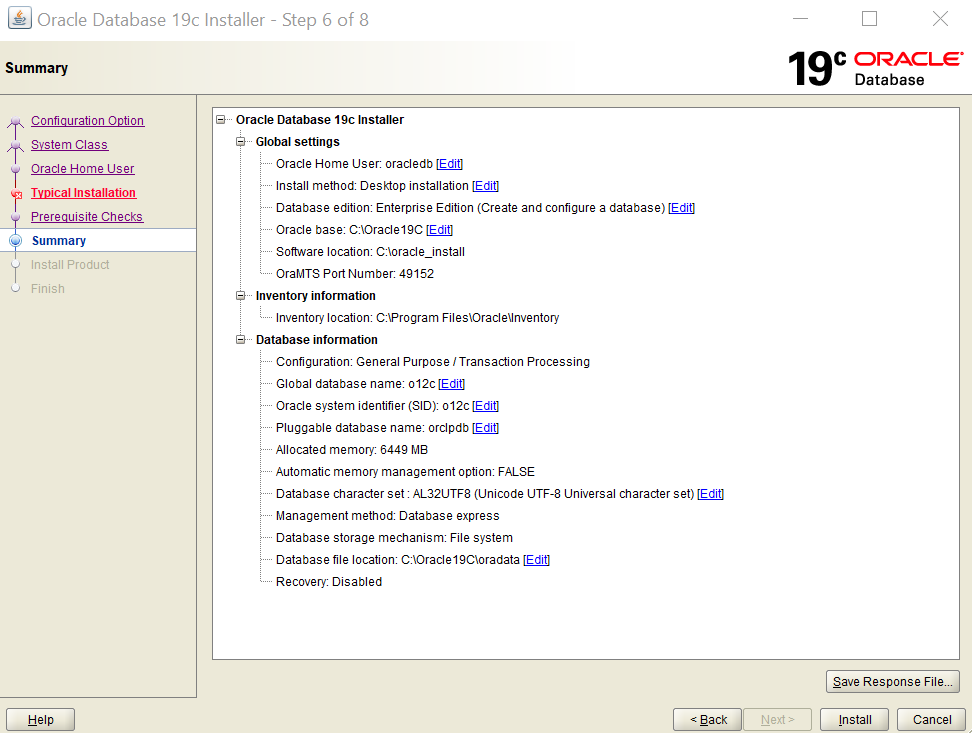 Oracle Database 19c Installer - Step 6 of 8
Summary
19c ORACLE
Database
Configuration Option
System Class
Oracle Home User
Typical Installation
Prerequisite Checks
Summary
Install Product
Finish
Oracle Database 19c Installer
Global settings
Oracle Home User: oracledb [Edit]
Install method: Desktop installation [Edit]
Database edition: Enterprise Edition (Create and configure a database) [Edit]
Oracle base: C:\Oracle19C [Edit]
Software location: C:\oracle_install
OraMTS Port Number: 49152
Inventory information
Inventory location: C:\Program Files\Oracle\Inventory
Database information
Configuration: General Purpose / Transaction Processing
Global database name: o12c [Edit]
Oracle system identifier (SID): o12c [Edit]
Pluggable database name: orclpdb [Edit]
Allocated memory: 6449 MB
Automatic memory management option: FALSE
Database character set : AL32UTF8 (Unicode UTF-8 Universal character set) [Edit]
Management method: Database express
Database storage mechanism: File system
Database file location: C:\Oracle19C\oradata [Edit]
Recovery: Disabled
Save Response File...
Help
< Back
Next >
Install
Cancel